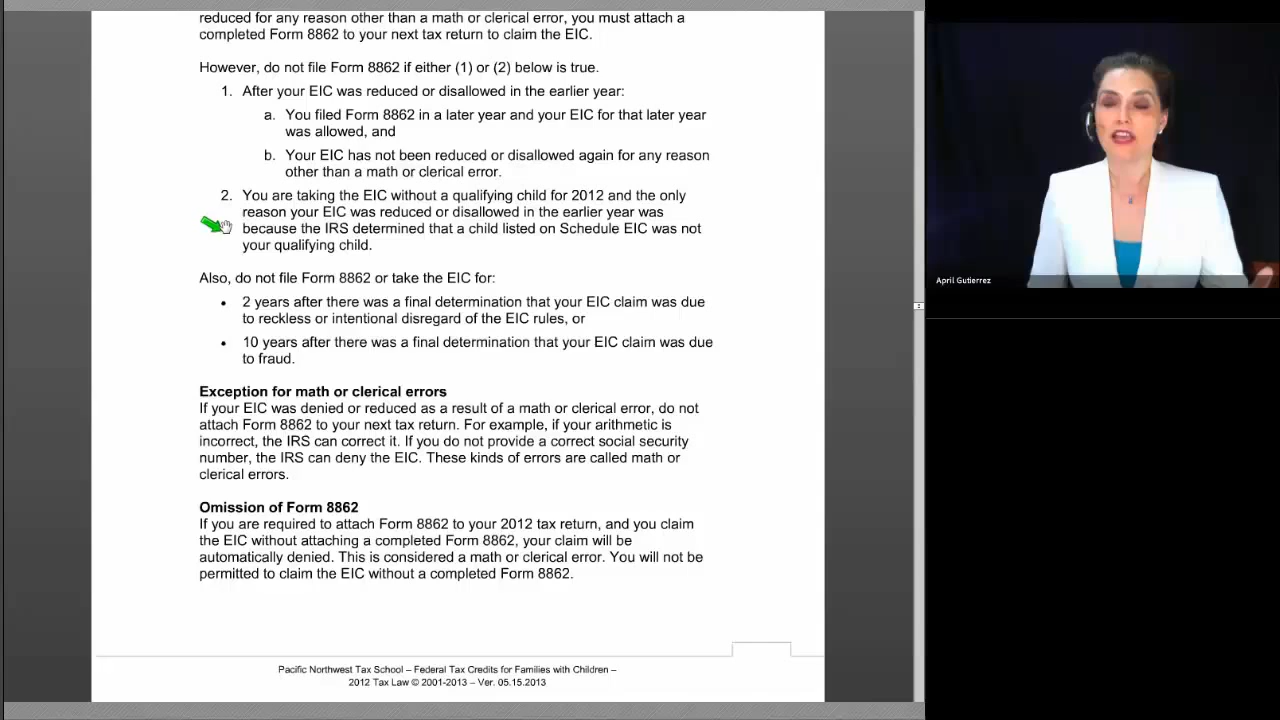 reduced for any reason other than a math or clerical error, you must attach a
completed Form 8862 to your next tax return to claim the EIC.
However, do not file Form 8862 if either (1) or (2) below is true.
1. After your EIC was reduced or disallowed in the earlier year:
a. You filed Form 8862 in a later year and your EIC for that later year
was allowed, and
b. Your EIC has not been reduced or disallowed again for any reason
other than a math or clerical error.
2. You are taking the EIC without a qualifying child for 2012 and the only
reason your EIC was reduced or disallowed in the earlier year was
because the IRS determined that a child listed on Schedule EIC was not
your qualifying child.
Also, do not file Form 8862 or take the EIC for:
• 2 years after there was a final determination that your EIC claim was due
to reckless or intentional disregard of the EIC rules, or
• 10 years after there was a final determination that your EIC claim was due
to fraud.
Exception for math or clerical errors
If your EIC was denied or reduced as a result of a math or clerical error, do not
attach Form 8862 to your next tax return. For example, if your arithmetic is
incorrect, the IRS can correct it. If you do not provide a correct social security
number, the IRS can deny the EIC. These kinds of errors are called math or
clerical errors.
Omission of Form 8862
If you are required to attach Form 8862 to your 2012 tax return, and you claim
the EIC without attaching a completed Form 8862, your claim will be
automatically denied. This is considered a math or clerical error. You will not be
permitted to claim the EIC without a completed Form 8862.
Pacific Northwest Tax School – Federal Tax Credits for Families with Children –
2012 Tax Law © 2001-2013 – Ver. 05.15.2013
April Gutierrez